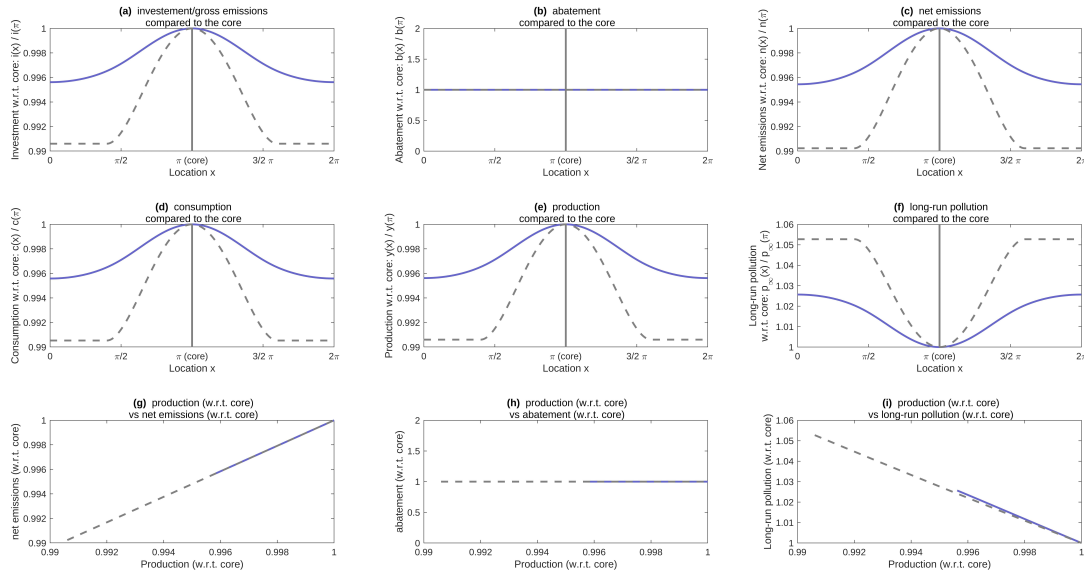 (a) investement/gross emissions
compared to the core
Investment w.r.t. core: i(x) / i(π)
1
0.998
0.996
0.994
0.992
0.99
0
π/2
π (core)
3/2 π
2π
Location x
(b) abatement
compared to the core
Abatement w.r.t. core: b(x) / b(π)
2
1.5
1
0.5
0
0
π/2
π (core)
3/2 π
2π
Location x
(c) net emissions
compared to the core
Net emissions w.r.t. core: n(x) / n(π)
1
0.998
0.996
0.994
0.992
0.99
0
π/2
π (core)
3/2 π
2π
Location x
(d) consumption
compared to the core
Consumption w.r.t. core: c(x) / c(π)
1
0.998
0.996
0.994
0.992
0.99
0
π/2
π (core)
3/2 π
2π
Location x
(e) production
compared to the core
Production w.r.t. core: y(x) / y(π)
1
0.998
0.996
0.994
0.992
0.99
0
π/2
π (core)
3/2 π
2π
Location x
(f) long-run pollution
compared to the core
Long-run pollution
w.r.t. core: p∞(x) / p∞(π)
1.06
1.05
1.04
1.03
1.02
1.01
1
0
π/2
π (core)
3/2 π
2π
Location x
(g) production (w.r.t. core)
vs net emissions (w.r.t. core)
net emissions (w.r.t. core)
1
0.998
0.996
0.994
0.992
0.99
0.99
0.992
0.994
0.996
0.998
1
Production (w.r.t. core)
(h) production (w.r.t. core)
vs abatement (w.r.t. core)
abatement (w.r.t. core)
2
1.5
1
0.5
0
0.99
0.992
0.994
0.996
0.998
1
Production (w.r.t. core)
(i) production (w.r.t. core)
vs long-run pollution (w.r.t. core)
Long-run pollution (w.r.t. core)
1.06
1.05
1.04
1.03
1.02
1.01
1
0.99
0.992
0.994
0.996
0.998
1
Production (w.r.t. core)